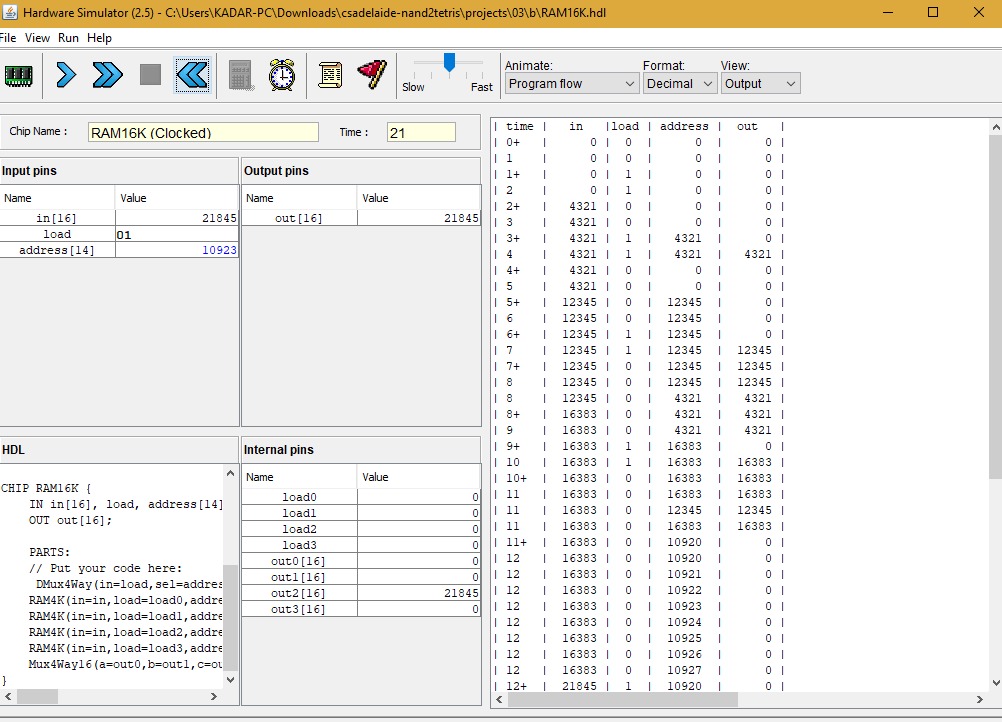 Hardware Simulator (2.5) - C:\Users\KADAR-PC\Downloads\csadelaide-nand2tetris\projects\03\b\RAM16K.hdl
File View Run Help
Slow Fast
Animate: Format: View:
Program flow Decimal Output
Chip Name : RAM16K (Clocked) Time : 21
Input pins
Name Value
in[16] 21845
load 01
address[14] 10923
Output pins
Name Value
out[16] 21845
HDL
CHIP RAM16K {
IN in[16], load, address[14]
OUT out[16];
PARTS:
// Put your code here:
DMux4Way(in=load,sel=addres
RAM4K(in=in,load=load0,addre
RAM4K(in=in,load=load1,addre
RAM4K(in=in,load=load2,addre
RAM4K(in=in,load=load3,addre
Mux4Way16(a=out0,b=out1,c=ou
}
Internal pins
Name Value
load0 0
load1 0
load2 0
load3 0
out0[16] 0
out1[16] 0
out2[16] 21845
out3[16] 0
| time | in |load | address | out |
| 0+ | 0 | 0 | 0 | 0 |
| 1 | 0 | 0 | 0 | 0 |
| 1+ | 0 | 1 | 0 | 0 |
| 2 | 0 | 1 | 0 | 0 |
| 2+ | 4321 | 0 | 0 | 0 |
| 3 | 4321 | 0 | 0 | 0 |
| 3+ | 4321 | 1 | 4321 | 0 |
| 4 | 4321 | 1 | 4321 | 4321 |
| 4+ | 4321 | 0 | 0 | 0 |
| 5 | 4321 | 0 | 0 | 0 |
| 5+ | 12345 | 0 | 12345 | 0 |
| 6 | 12345 | 0 | 12345 | 0 |
| 6+ | 12345 | 1 | 12345 | 0 |
| 7 | 12345 | 1 | 12345 | 12345 |
| 7+ | 12345 | 0 | 12345 | 12345 |
| 8 | 12345 | 0 | 12345 | 12345 |
| 8 | 12345 | 0 | 4321 | 4321 |
| 8+ | 16383 | 0 | 4321 | 4321 |
| 9 | 16383 | 0 | 4321 | 4321 |
| 9+ | 16383 | 1 | 16383 | 0 |
| 10 | 16383 | 1 | 16383 | 16383 |
| 10+ | 16383 | 0 | 16383 | 16383 |
| 11 | 16383 | 0 | 16383 | 16383 |
| 11 | 16383 | 0 | 12345 | 12345 |
| 11 | 16383 | 0 | 16383 | 16383 |
| 11+ | 16383 | 0 | 10920 | 0 |
| 12 | 16383 | 0 | 10920 | 0 |
| 12 | 16383 | 0 | 10921 | 0 |
| 12 | 16383 | 0 | 10922 | 0 |
| 12 | 16383 | 0 | 10923 | 0 |
| 12 | 16383 | 0 | 10924 | 0 |
| 12 | 16383 | 0 | 10925 | 0 |
| 12 | 16383 | 0 | 10926 | 0 |
| 12 | 16383 | 0 | 10927 | 0 |
| 12+ | 21845 | 1 | 10920 | 0 |